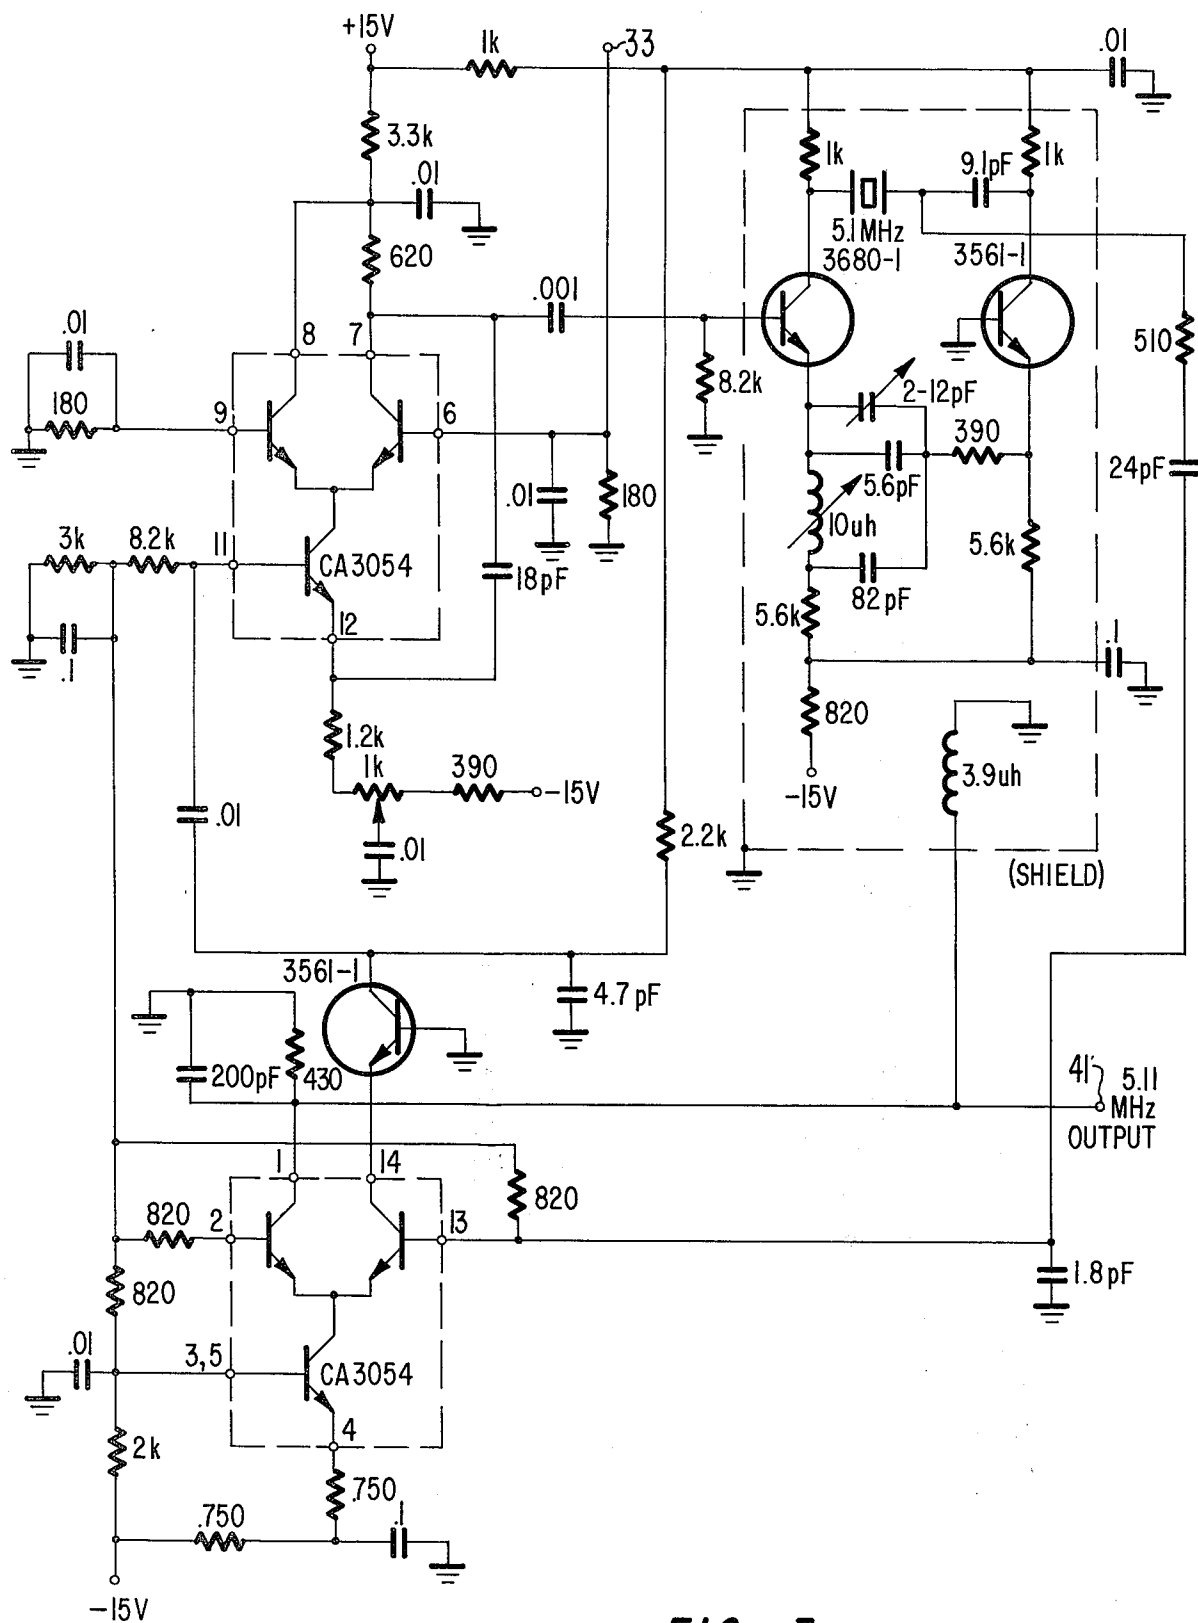 +15V
1k
33
.01
3.3k
.01
1k
9.1pF
1k
5.1MHz
3680-1
3561-1
620
.001
.01
8
7
510
180
9
6
8.2k
2-12pF
390
5.6pF
24pF
.01
180
3k
8.2k
11
CA3054
10uh
5.6k
18pF
82pF
12
5.6k
.1
.1
820
1.2k
1k
390
-15V
3.9uh
-15V
.01
.01
2.2k
(SHIELD)
3561-1
4.7pF
200pF
430
41
5.11
MHz
OUTPUT
1
14
820
820
2
13
820
1.8pF
.01
3,5
CA3054
4
2k
.750
.750
.1
-15V